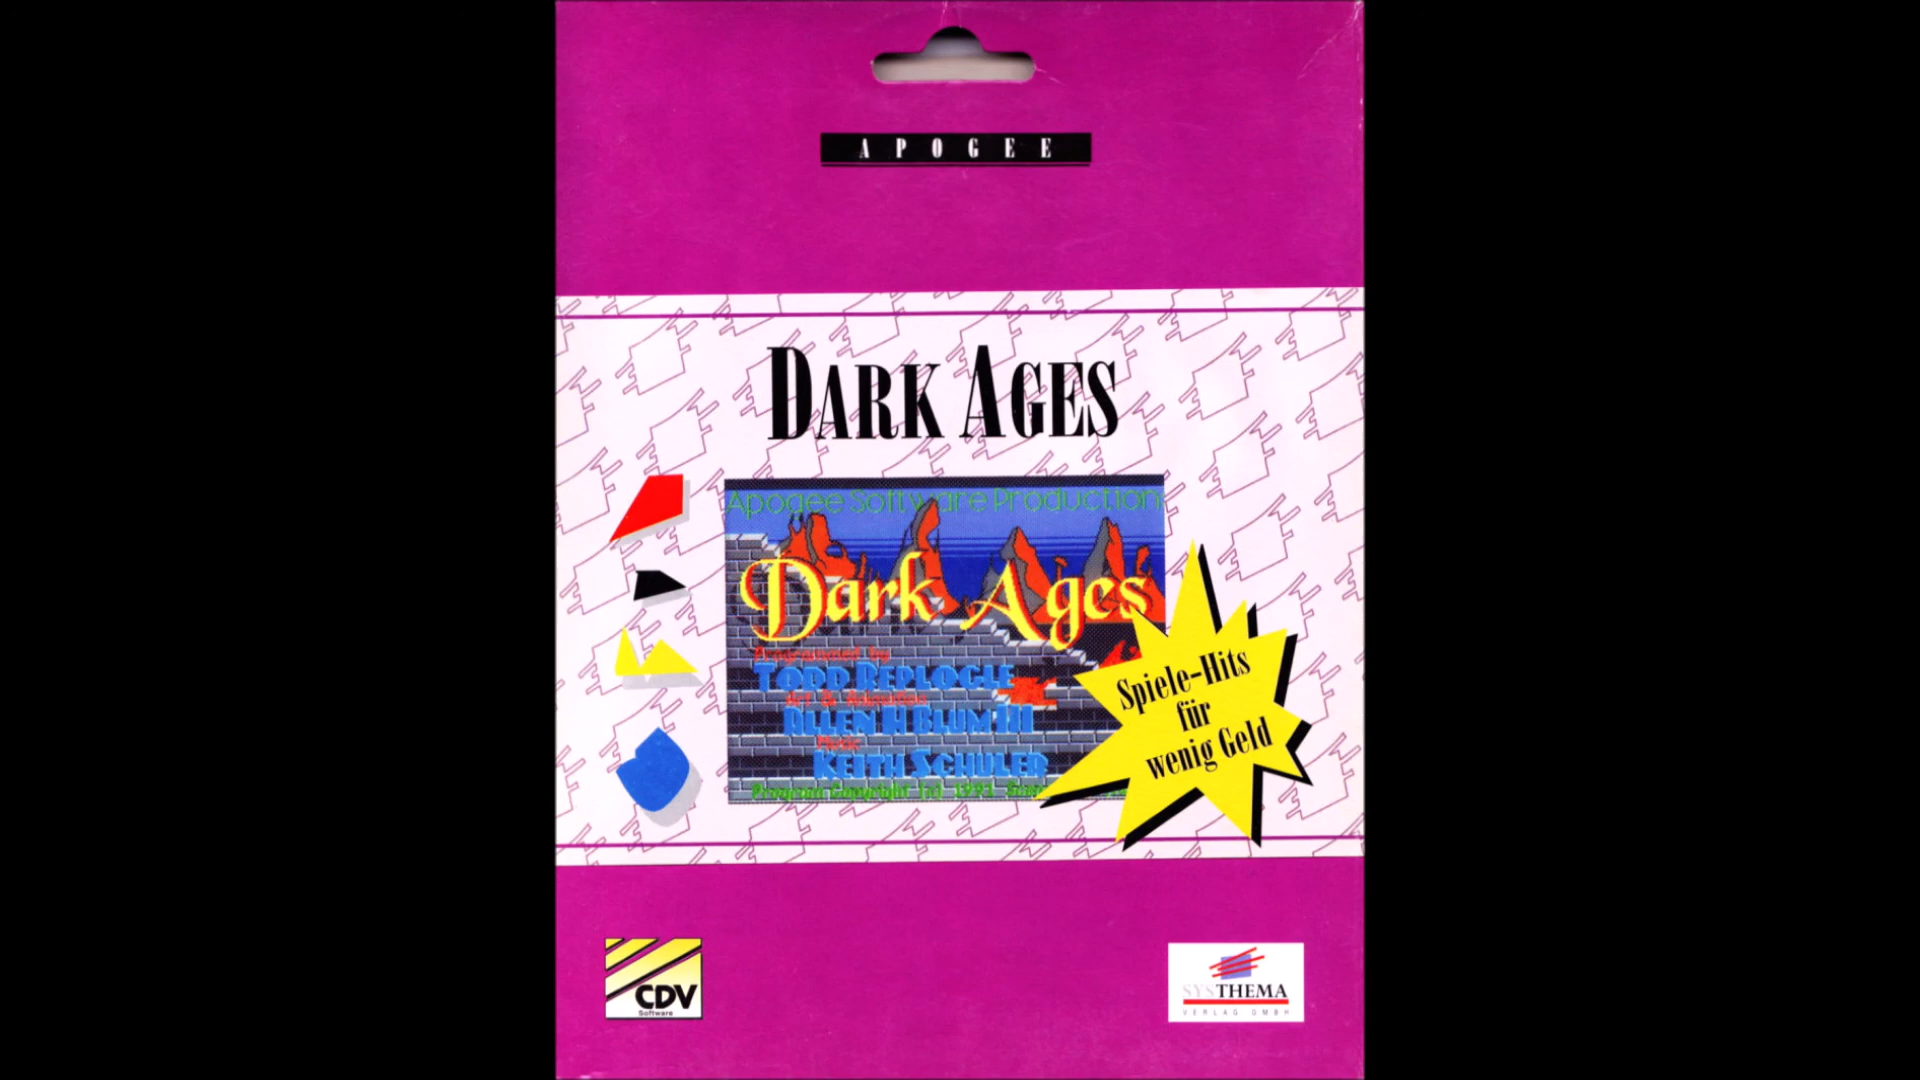 APOGEE
DARK AGES
Apogee Software Production
Dark Ages
Programmed by
TODD REPLOGLE
Art & Animation
ALLEN H BLUM III
Music
KEITH SCHULER
Program Copyright (c) 1991
Spiele-Hits
für
wenig Geld
CDV
Software
SYSTHEMA
VERLAG GMBH